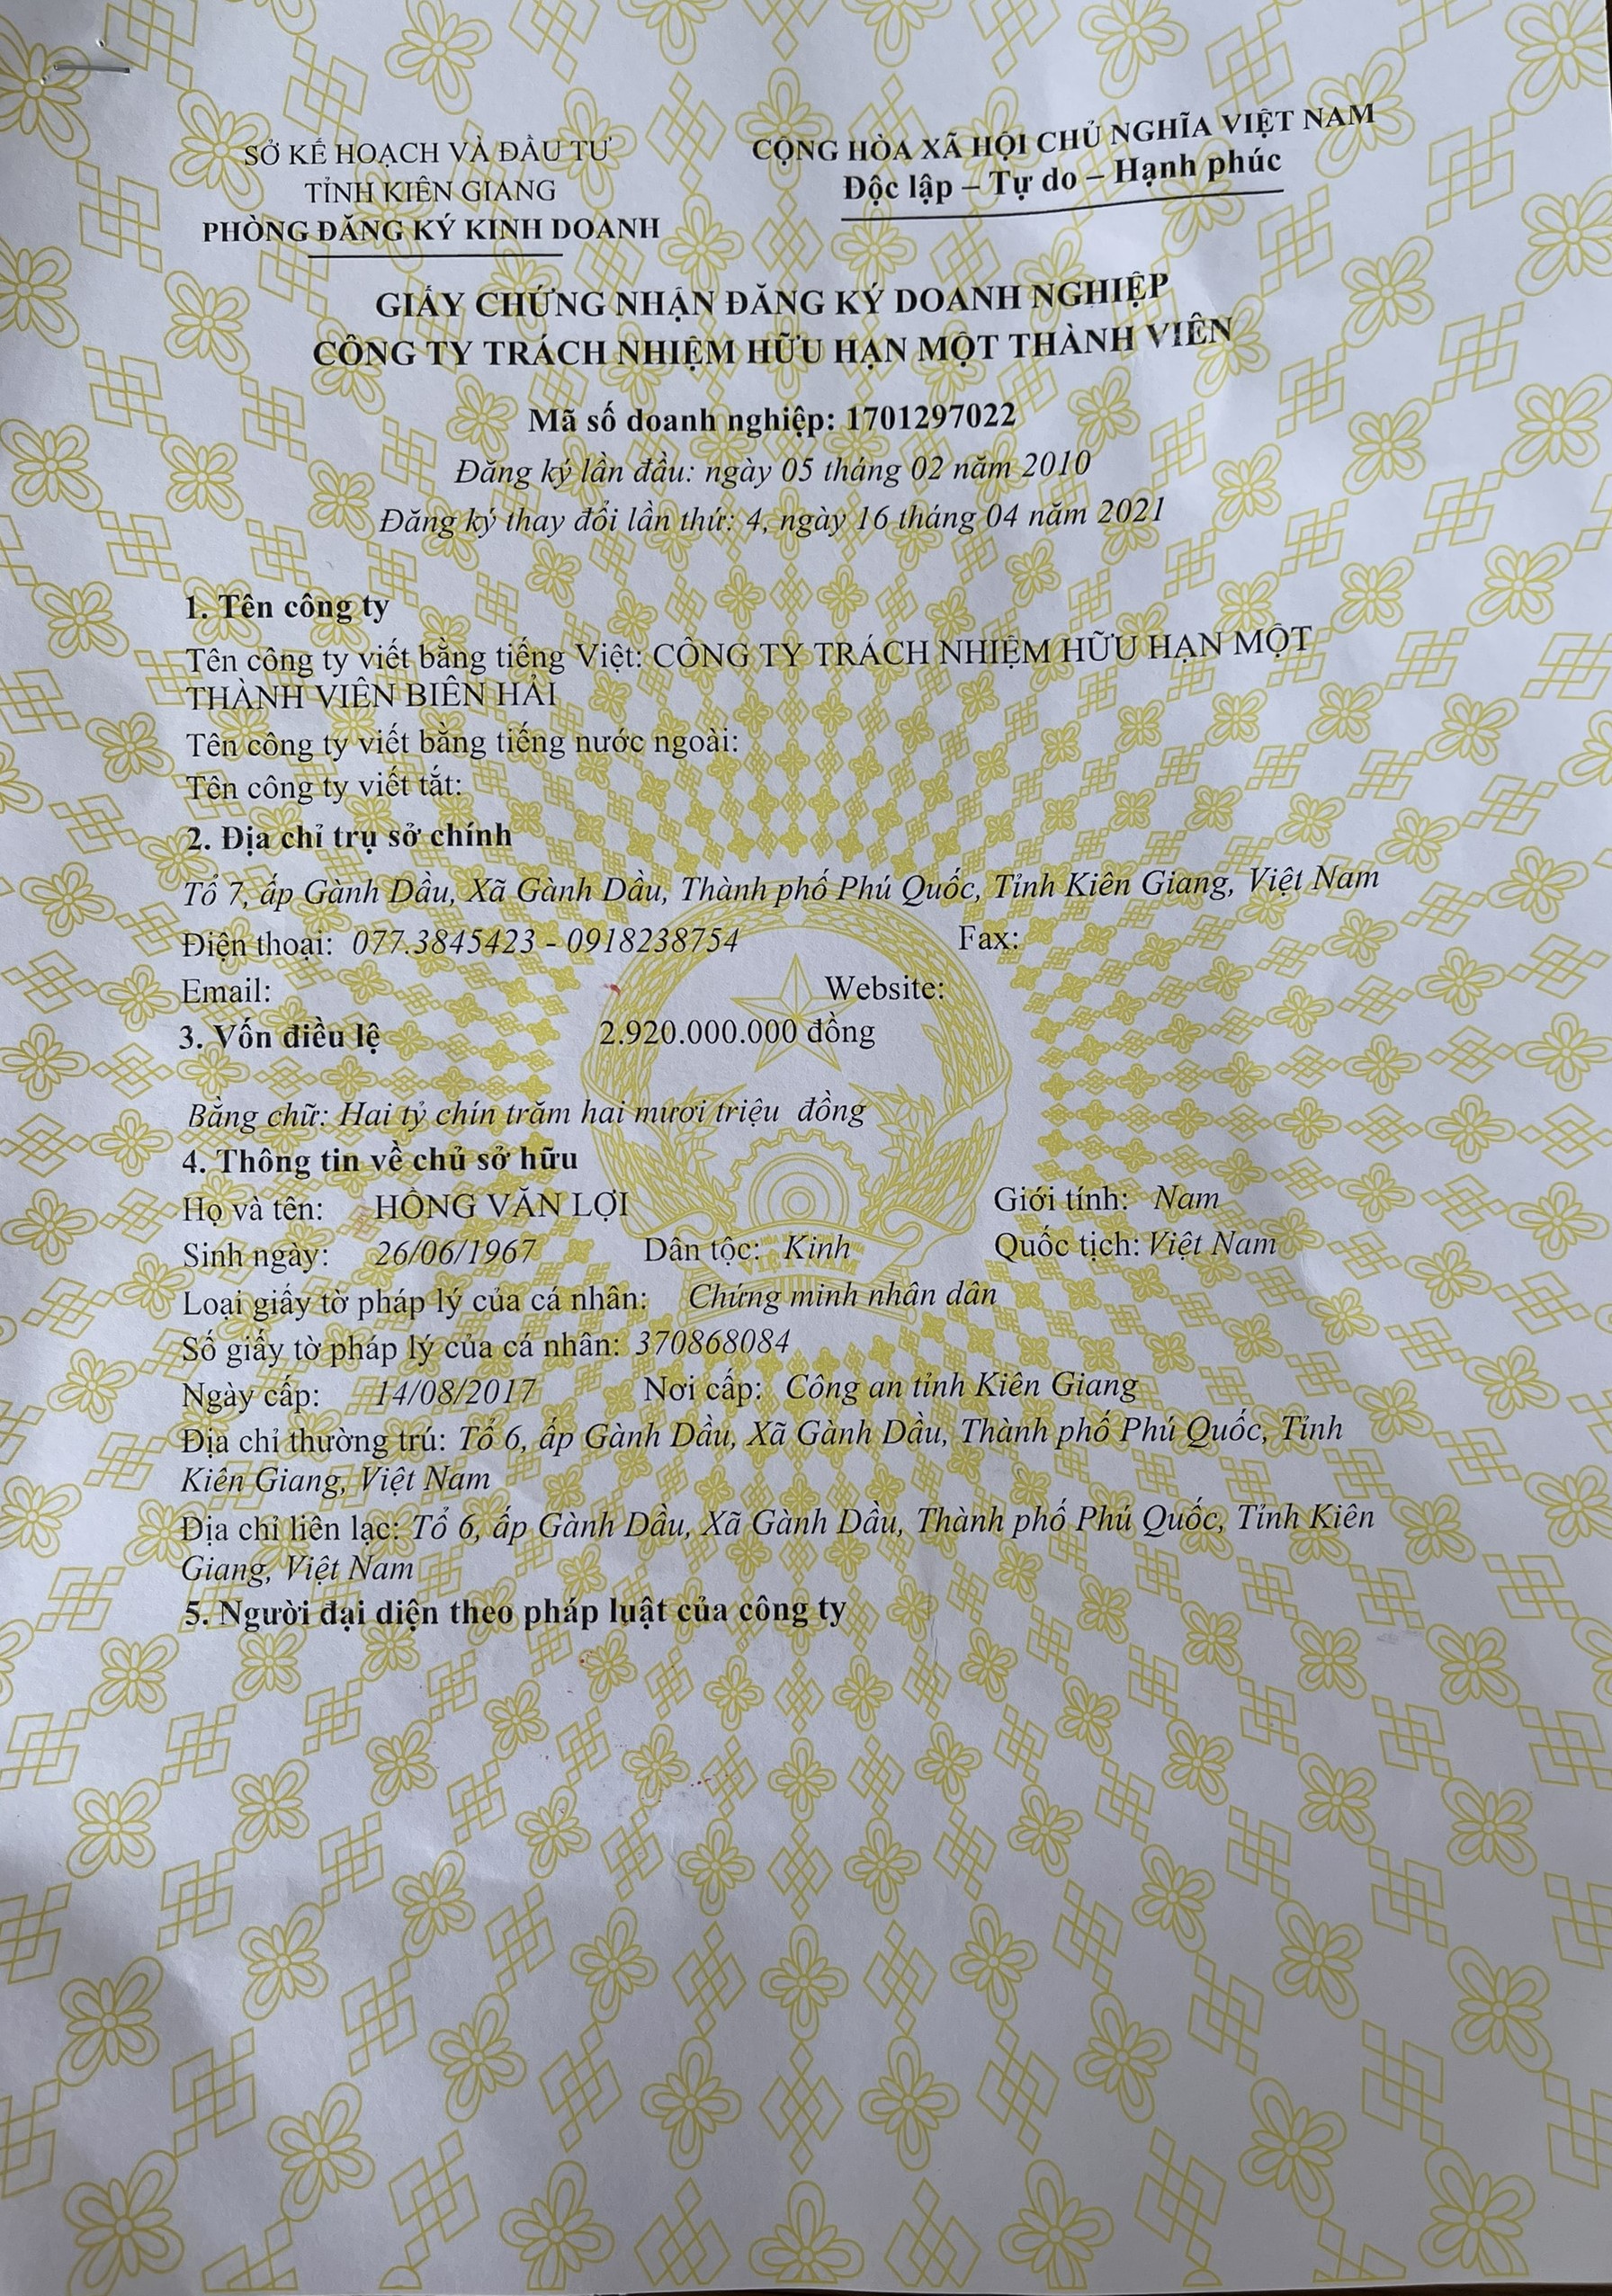 SỞ KẾ HOẠCH VÀ ĐẦU TƯ
TỈNH KIÊN GIANG
PHÒNG ĐĂNG KÝ KINH DOANH
CỘNG HÒA XÃ HỘI CHỦ NGHĨA VIỆT NAM
Độc lập – Tự do – Hạnh phúc
GIẤY CHỨNG NHẬN ĐĂNG KÝ DOANH NGHIỆP
CÔNG TY TRÁCH NHIỆM HỮU HẠN MỘT THÀNH VIÊN
Mã số doanh nghiệp: 1701297022
Đăng ký lần đầu: ngày 05 tháng 02 năm 2010
Đăng ký thay đổi lần thứ: 4, ngày 16 tháng 04 năm 2021
1. Tên công ty
Tên công ty viết bằng tiếng Việt: CÔNG TY TRÁCH NHIỆM HỮU HẠN MỘT
THÀNH VIÊN BIÊN HẢI
Tên công ty viết bằng tiếng nước ngoài:
Tên công ty viết tắt:
2. Địa chỉ trụ sở chính
Tổ 7, ấp Gành Dầu, Xã Gành Dầu, Thành phố Phú Quốc, Tỉnh Kiên Giang, Việt Nam
Điện thoại: 077.3845423 - 0918238754 Fax:
Email: Website:
3. Vốn điều lệ 2.920.000.000 đồng
Bằng chữ: Hai tỷ chín trăm hai mươi triệu đồng
4. Thông tin về chủ sở hữu
Họ và tên: HỒNG VĂN LỢI Giới tính: Nam
Sinh ngày: 26/06/1967 Dân tộc: Kinh Quốc tịch: Việt Nam
Loại giấy tờ pháp lý của cá nhân: Chứng minh nhân dân
Số giấy tờ pháp lý của cá nhân: 370868084
Ngày cấp: 14/08/2017 Nơi cấp: Công an tỉnh Kiên Giang
Địa chỉ thường trú: Tổ 6, ấp Gành Dầu, Xã Gành Dầu, Thành phố Phú Quốc, Tỉnh
Kiên Giang, Việt Nam
Địa chỉ liên lạc: Tổ 6, ấp Gành Dầu, Xã Gành Dầu, Thành phố Phú Quốc, Tỉnh Kiên
Giang, Việt Nam
5. Người đại diện theo pháp luật của công ty